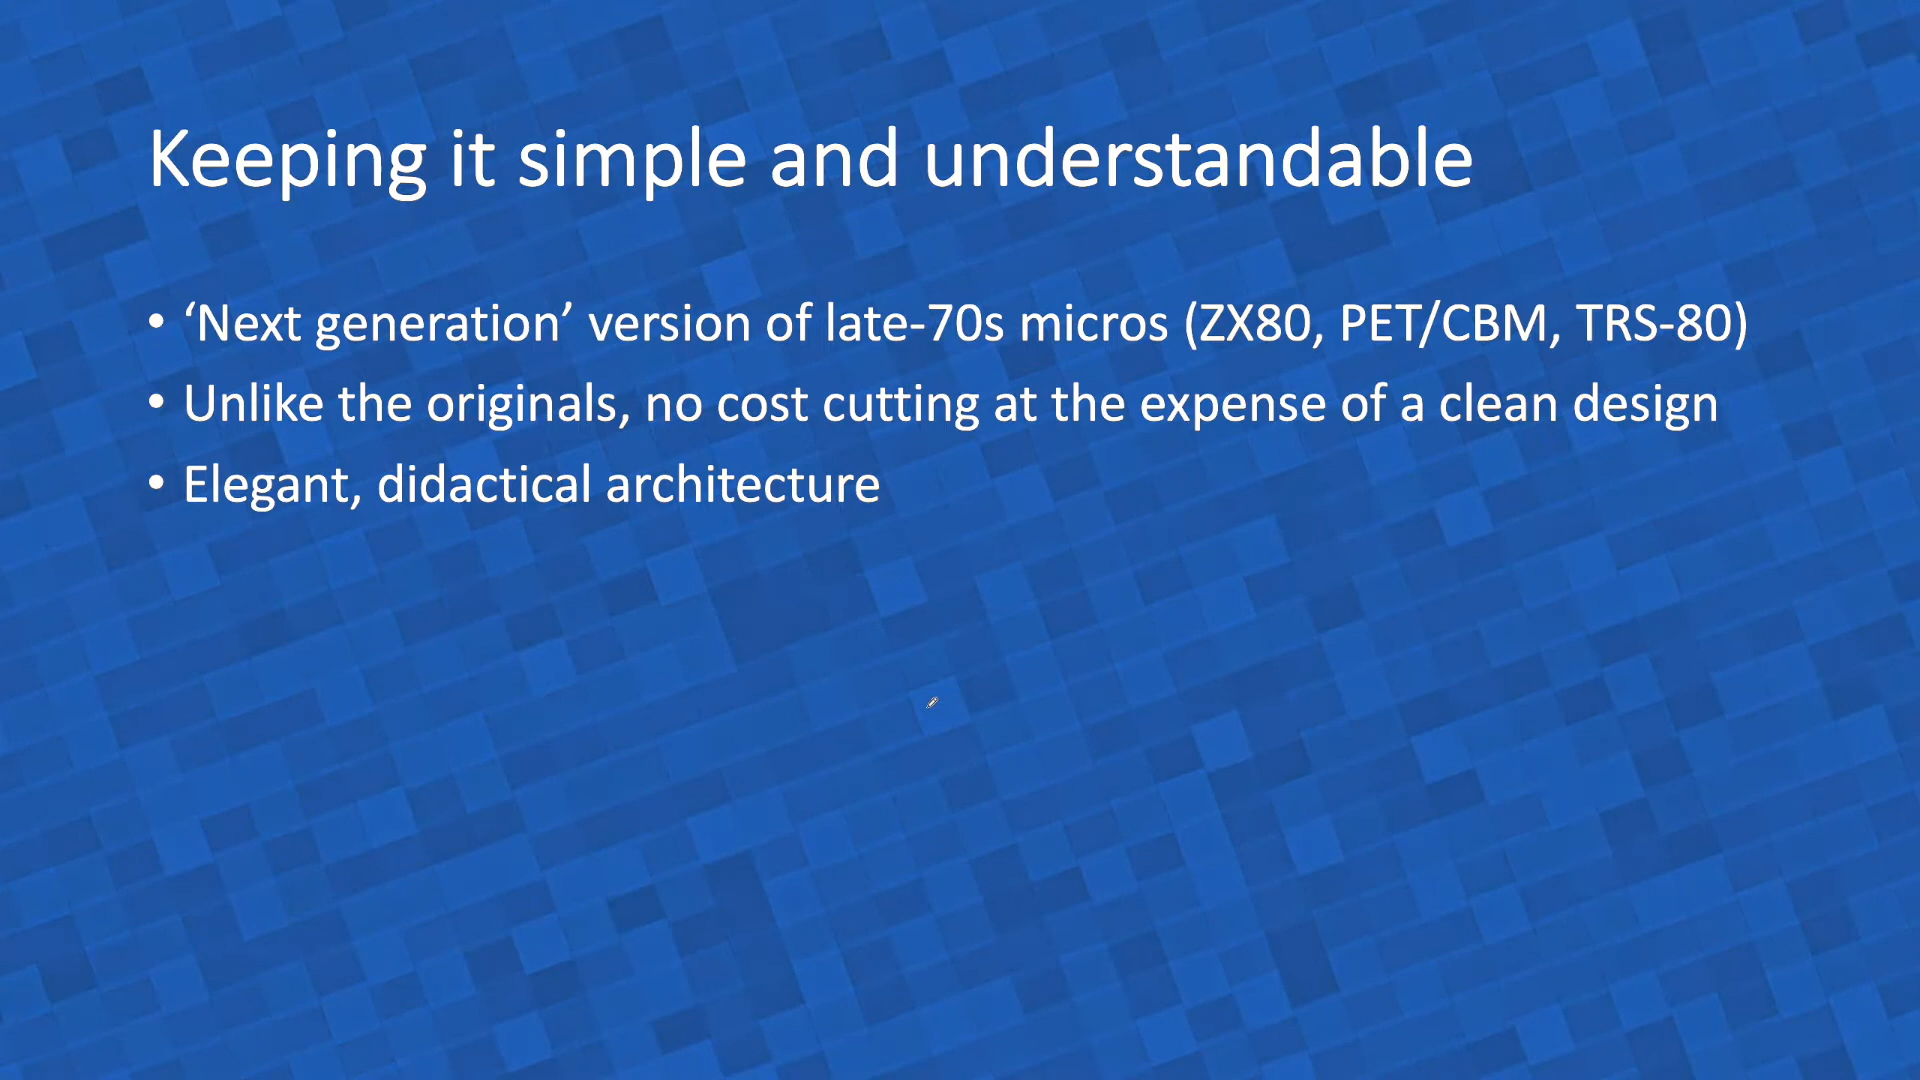 Keeping it simple and understandable
• ‘Next generation’ version of late-70s micros (ZX80, PET/CBM, TRS-80)
• Unlike the originals, no cost cutting at the expense of a clean design
• Elegant, didactical architecture